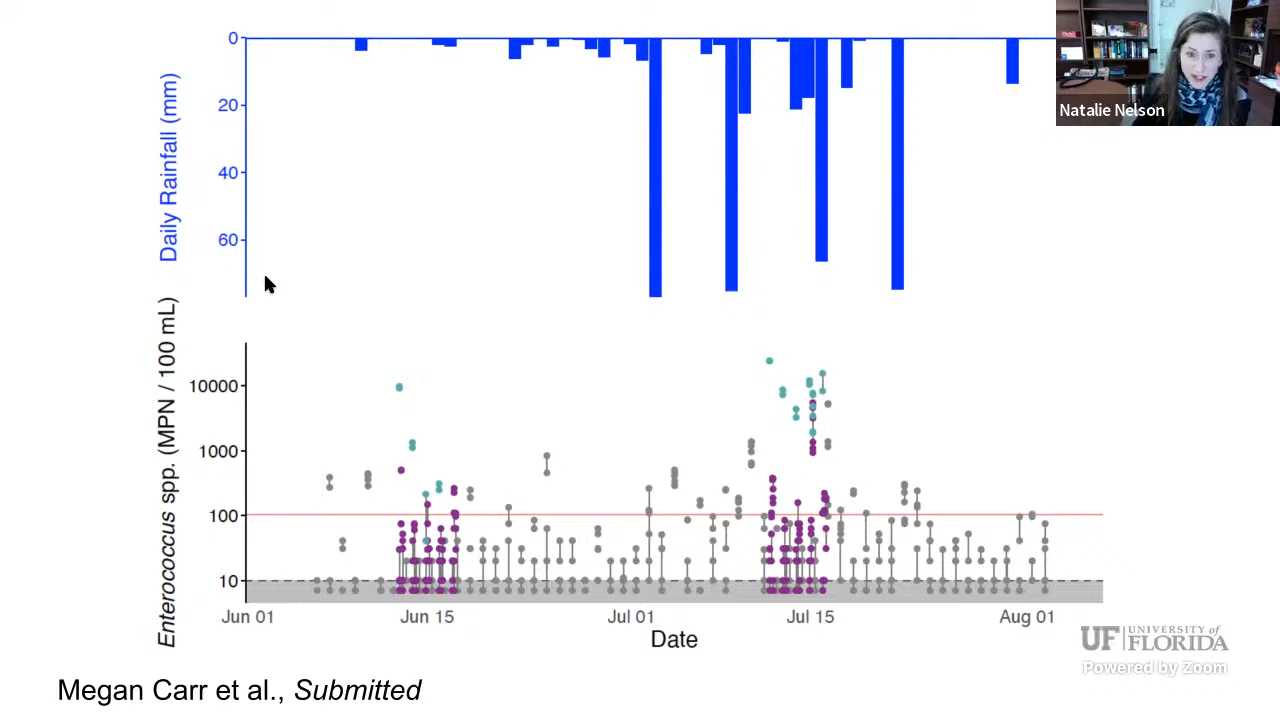 0
20
40
60
Daily Rainfall (mm)
Natalie Nelson
10000
1000
100
10
Enterococcus spp. (MPN / 100 mL)
Jun 01
Jun 15
Jul 01
Jul 15
Aug 01
Date
UF UNIVERSITY of FLORIDA
Powered by Zoom
Megan Carr et al., Submitted